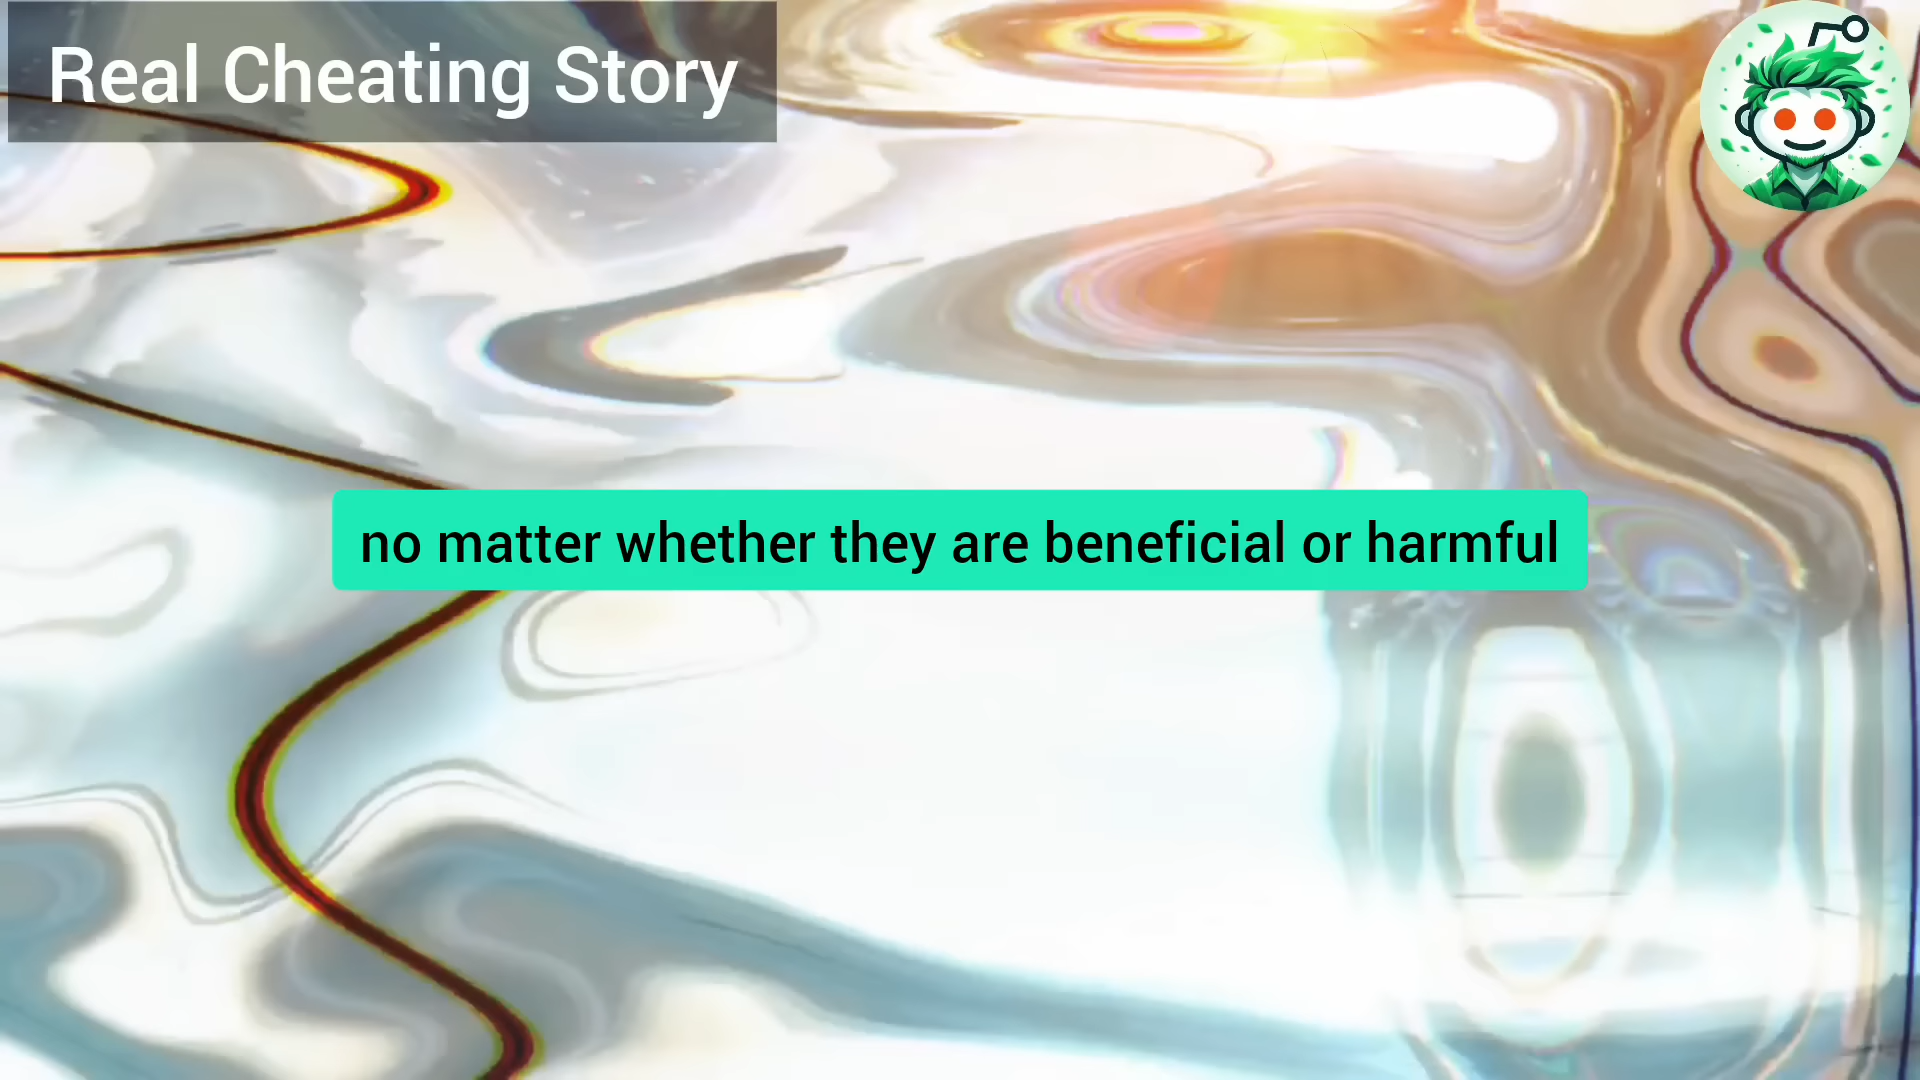 Real Cheating Story
no matter whether they are beneficial or harmful